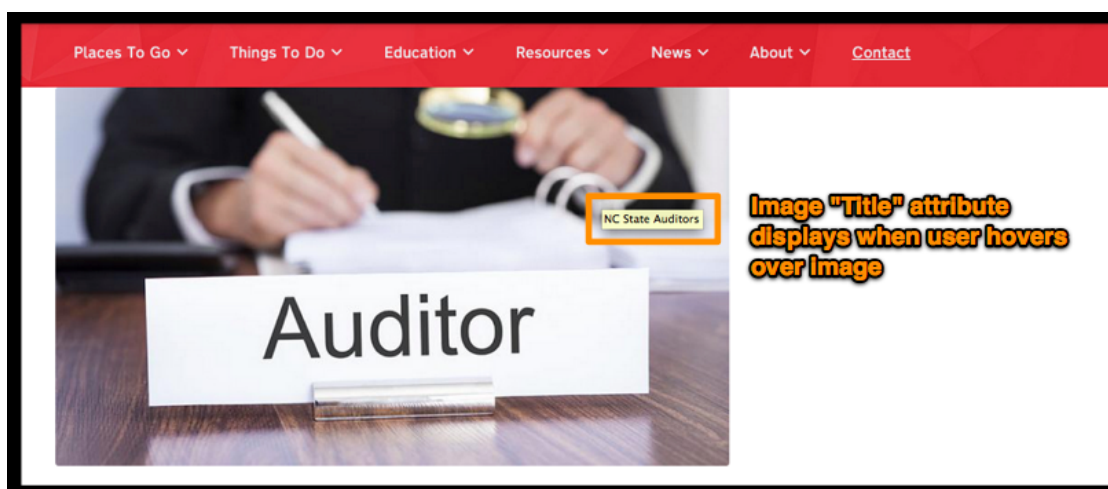 Places To Go Things To Do Education Resources News About Contact
NC State Auditors
Image "Title" attribute
displays when user hovers
over image
Auditor